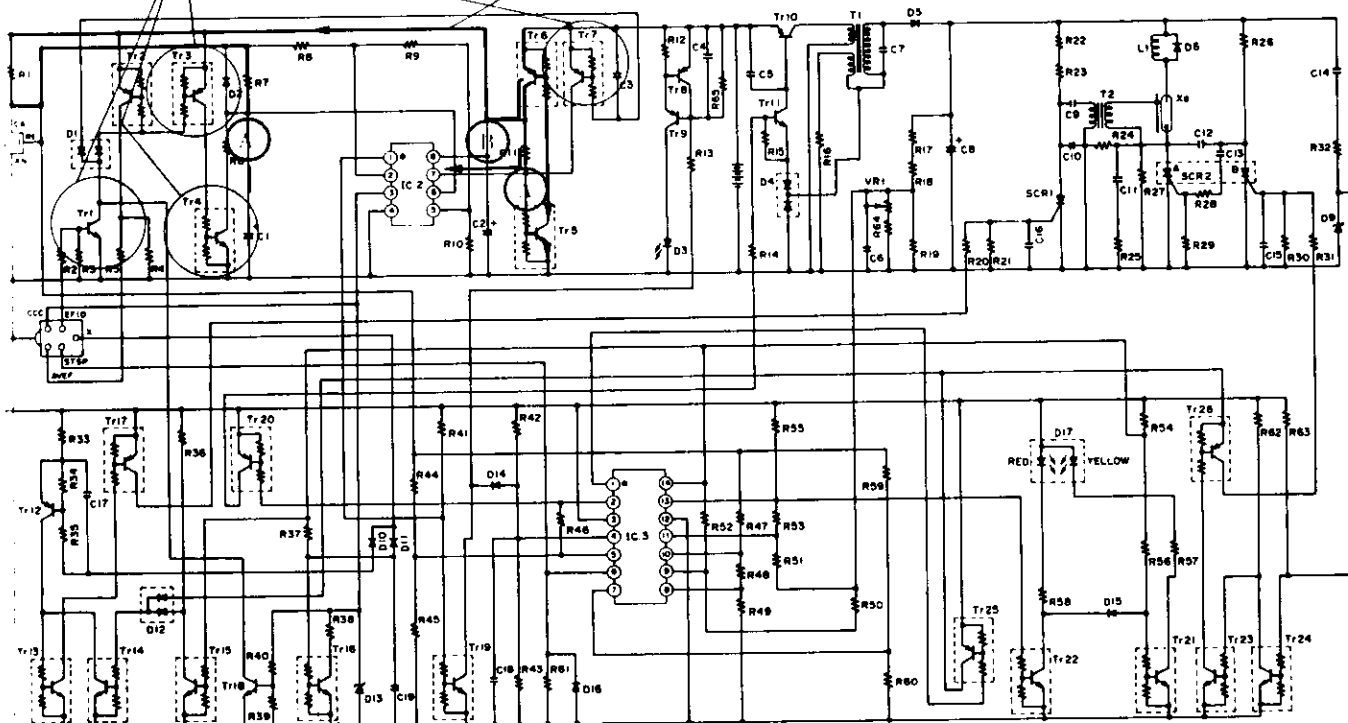 Tr10 T1 D5
Tr6 Tr7 R12 C4 R22 L1 D6 R26
R8 R9 C5 C7
Tr3 R1 R7 D2 C3 Tr8 R65 R23 C14
Tr11 C9 T2 Xe
D1 Tr9 R15 R16 R17 C8 R24 C12 R32
R11 R13 C10 C13
IC 2 D4 VR1 R18 SCR1 C11 R27 A SCR2 B
1 8
2 7
3 6
4 5
Tr1 Tr4 R64 R28 D9
C1 C2 + Tr5 C16
R2 R3 R5 R4 R10 D3 R14 C6 R19 R20 R21 R25 R29 C15 R30 R31
CCC EF10 X
AVEF STSP
Tr17 Tr20 R42 Tr26
R33 R36 R41 R55 D17 R54 R62 R63
R34 R44 D14 RED YELLOW
C17 R59
Tr12 R35 R37 D10 D11 R46 IC 3 R52 R47 R53
1 14
2 13
3 12
4 11
5 10
6 9
7 8
R48 R51 R56 R57
D12 R38 R45 R49 R50 Tr25 R58 D15
Tr13 Tr14 Tr15 R40 Tr16 Tr19 Tr22 Tr21 Tr23 Tr24
Tr18 R39 D13 C19 C18 R43 R61 D16 R60